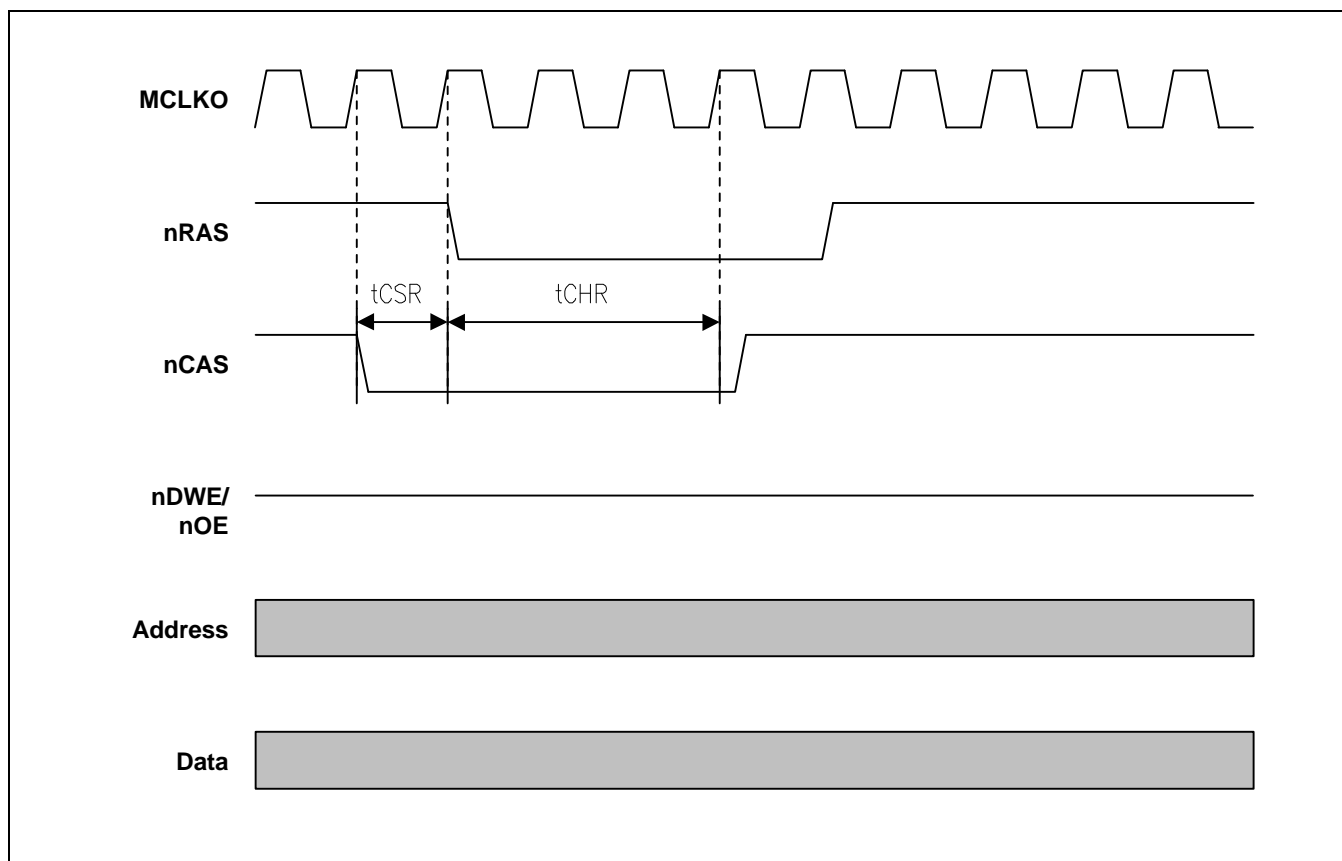 MCLKO
nRAS
tCSR
tCHR
nCAS
nDWE/
nOE
Address
Data